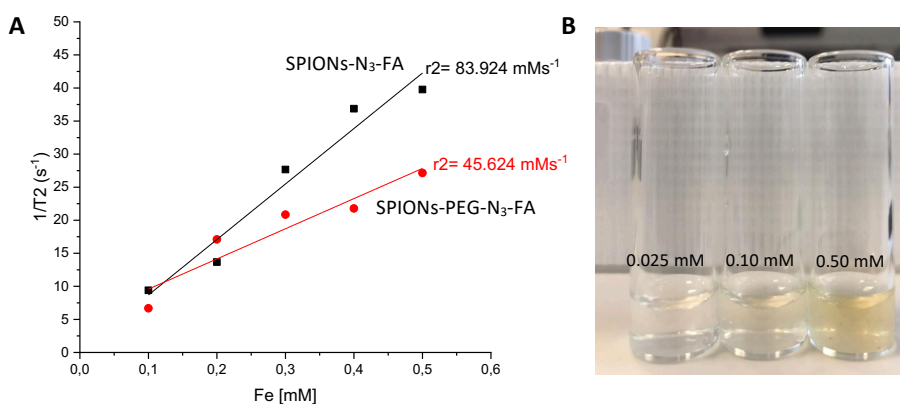 A
50
45
40
35
30
25
20
15
10
5
0
1/T2 (s⁻¹)
0,0 0,1 0,2 0,3 0,4 0,5 0,6
Fe [mM]
SPIONs-N₃-FA
r2= 83.924 mMs⁻¹
r2= 45.624 mMs⁻¹
SPIONs-PEG-N₃-FA
B
0.025 mM 0.10 mM 0.50 mM